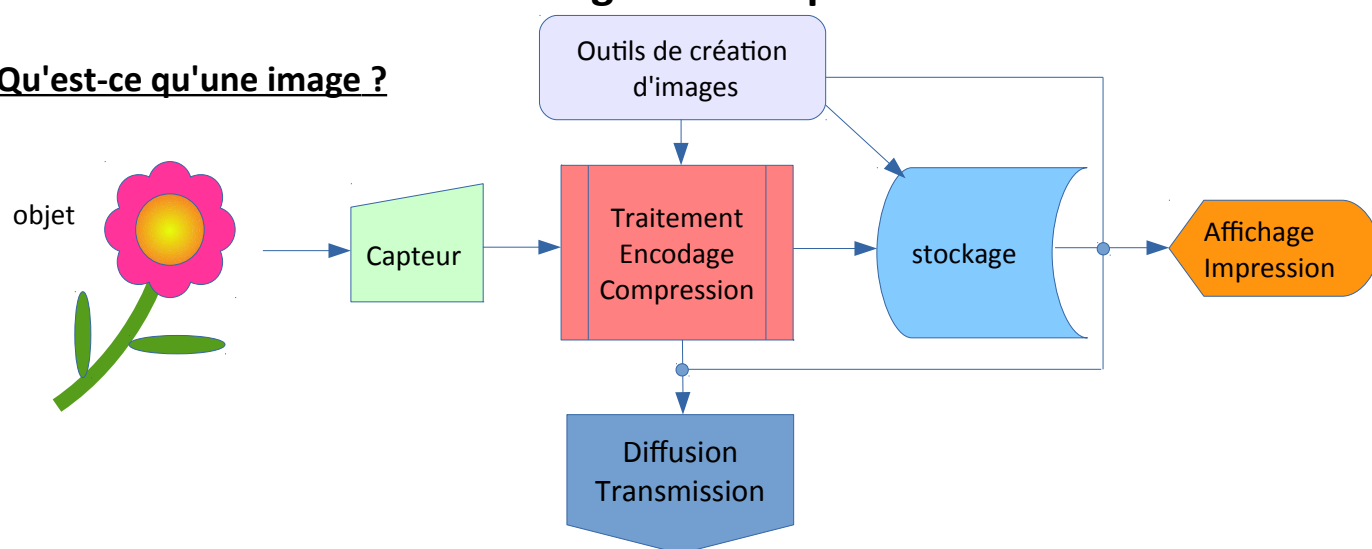 Outils de création
d'images
Qu'est-ce qu'une image ?
objet
Capteur
Traitement
Encodage
Compression
stockage
Affichage
Impression
Diffusion
Transmission